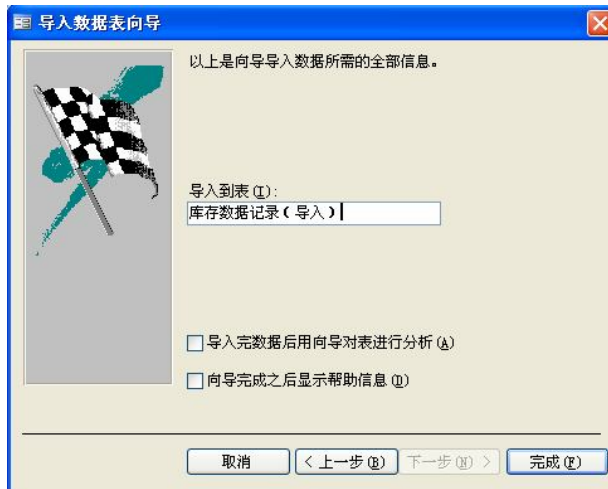 导入数据表向导
以上是向导导入数据所需的全部信息。
导入到表(I):
库存数据记录(导入)
导入完数据后用向导对表进行分析(A)
向导完成之后显示帮助信息(D)
取消 < 上一步(B) 下一步(N) > 完成(F)